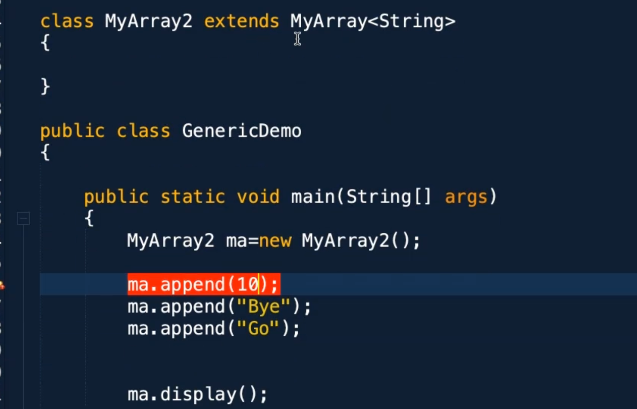 class MyArray2 extends MyArray<String>
{
}
public class GenericDemo
{
public static void main(String[] args)
{
MyArray2 ma=new MyArray2();
ma.append(10);
ma.append("Bye");
ma.append("Go");
ma.display();